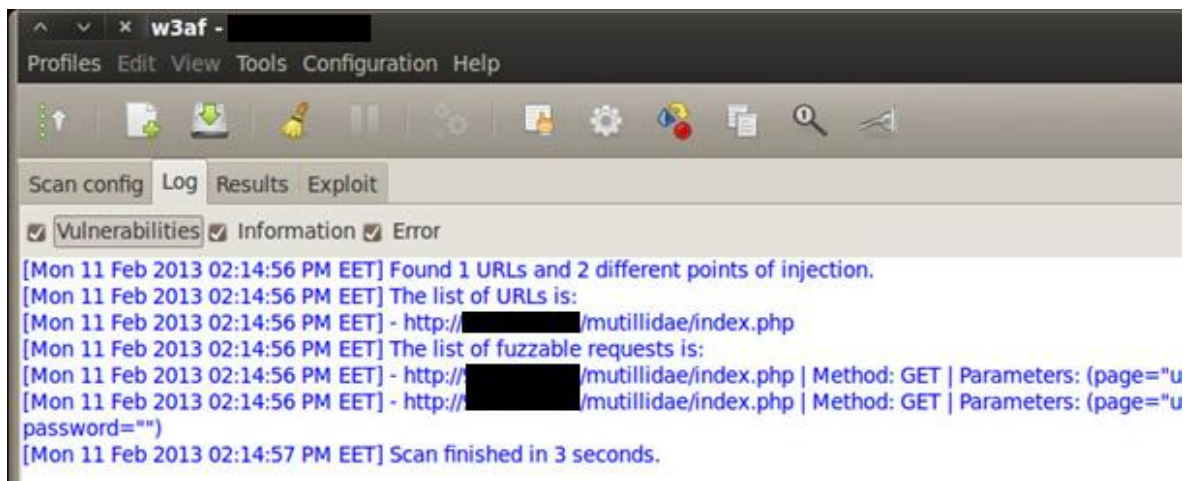 w3af -
Profiles Edit View Tools Configuration Help
Scan config Log Results Exploit
Vulnerabilities Information Error
[Mon 11 Feb 2013 02:14:56 PM EET] Found 1 URLs and 2 different points of injection.
[Mon 11 Feb 2013 02:14:56 PM EET] The list of URLs is:
[Mon 11 Feb 2013 02:14:56 PM EET] - http:// /mutillidae/index.php
[Mon 11 Feb 2013 02:14:56 PM EET] The list of fuzzable requests is:
[Mon 11 Feb 2013 02:14:56 PM EET] - http:// /mutillidae/index.php | Method: GET | Parameters: (page="u
[Mon 11 Feb 2013 02:14:56 PM EET] - http:// /mutillidae/index.php | Method: GET | Parameters: (page="u
password="")
[Mon 11 Feb 2013 02:14:57 PM EET] Scan finished in 3 seconds.